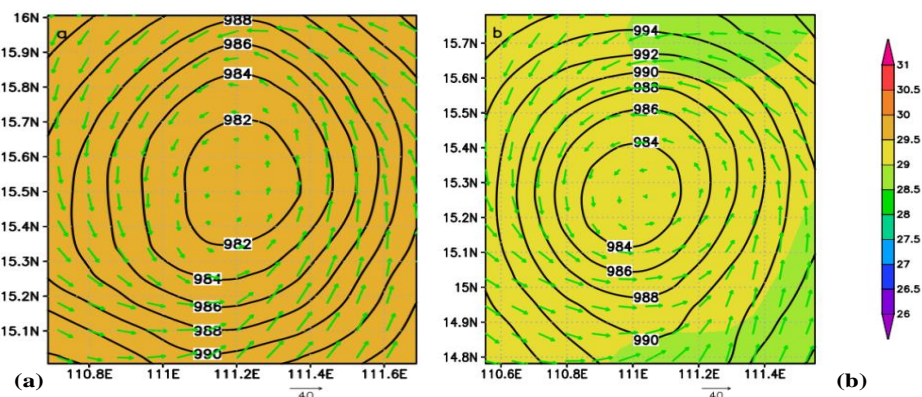 a
16N
15.9N
15.8N
15.7N
15.6N
15.5N
15.4N
15.3N
15.2N
15.1N
988
986
984
982
982
984
986
988
990
110.8E 111E 111.2E 111.4E 111.6E
40
(a)
b
15.7N
15.6N
15.5N
15.4N
15.3N
15.2N
15.1N
15N
14.9N
14.8N
994
992
990
988
986
984
984
986
988
990
110.6E 110.8E 111E 111.2E 111.4E
40
(b)
31
30.5
30
29.5
29
28.5
28
27.5
27
26.5
26